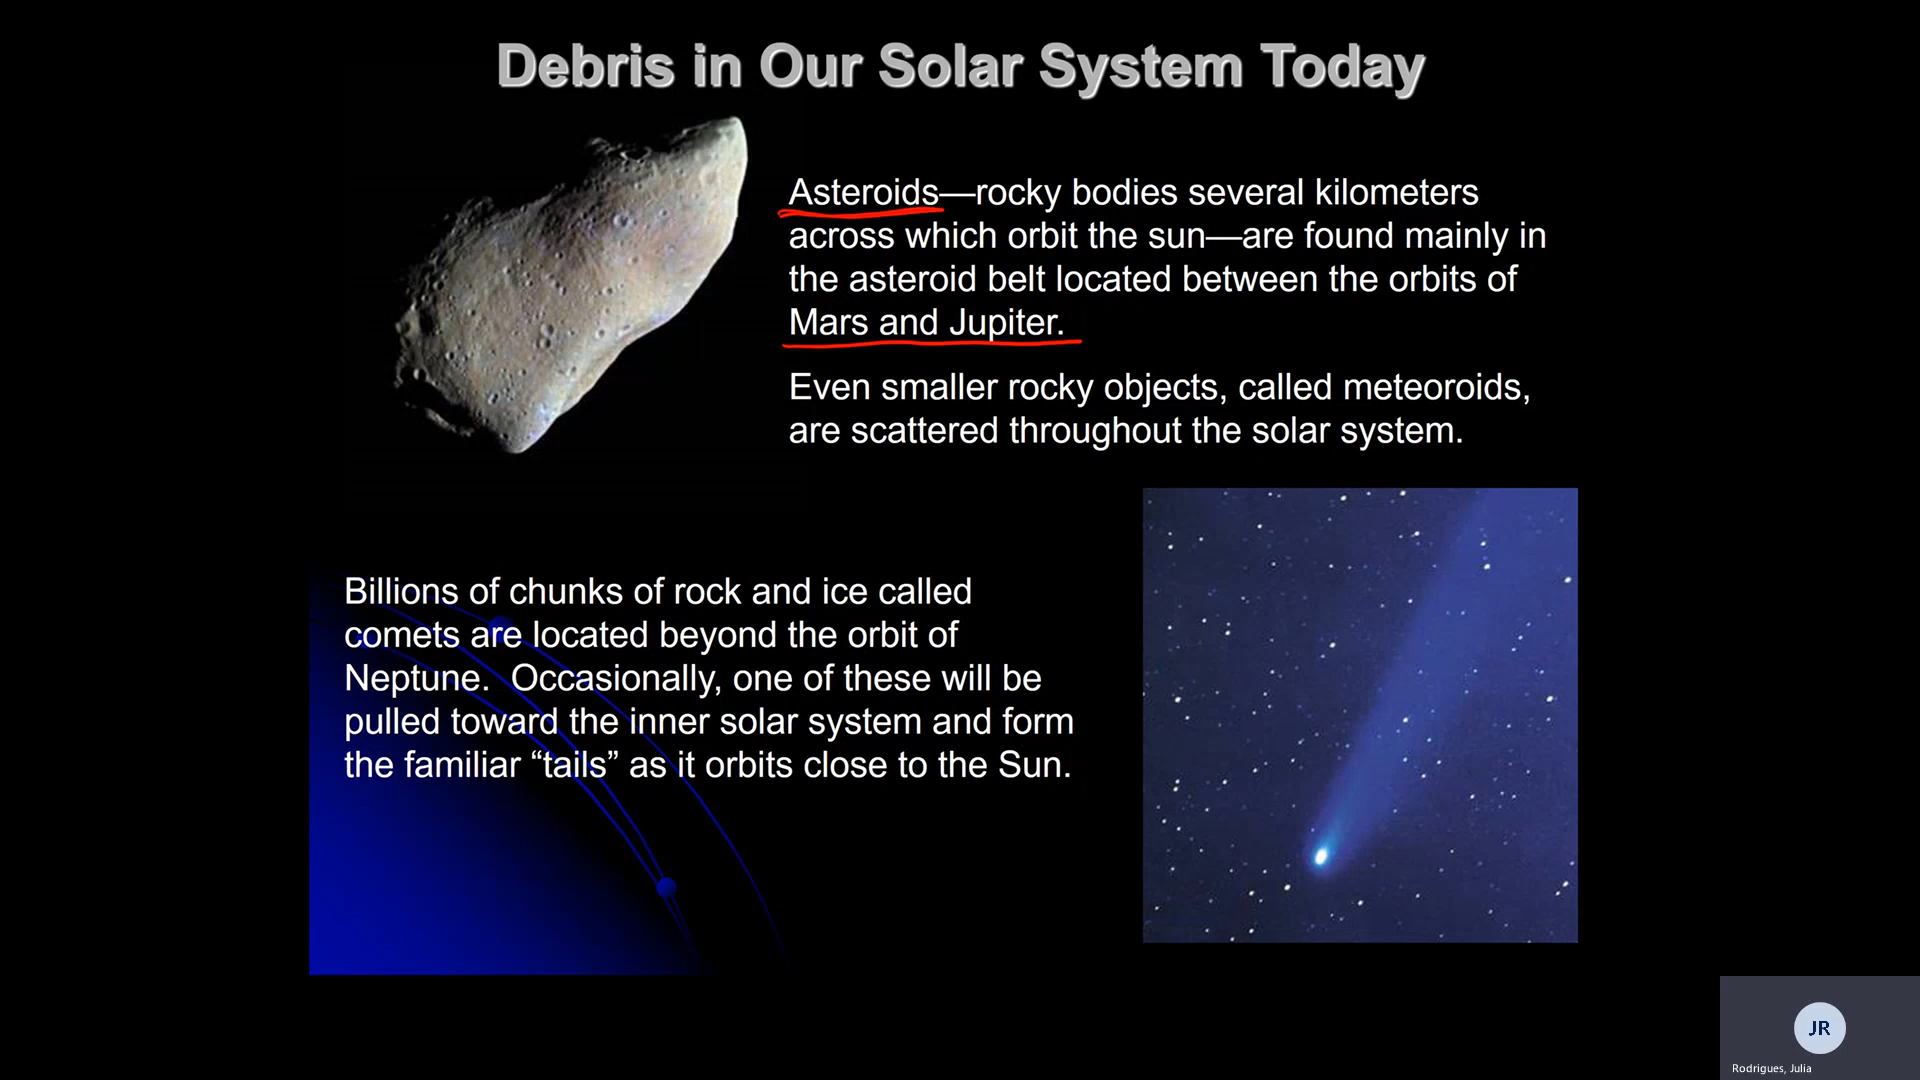 Debris in Our Solar System Today
Asteroids—rocky bodies several kilometers
across which orbit the sun—are found mainly in
the asteroid belt located between the orbits of
Mars and Jupiter.
Even smaller rocky objects, called meteoroids,
are scattered throughout the solar system.
Billions of chunks of rock and ice called
comets are located beyond the orbit of
Neptune.  Occasionally, one of these will be
pulled toward the inner solar system and form
the familiar “tails” as it orbits close to the Sun.
JR
Rodrigues, Julia